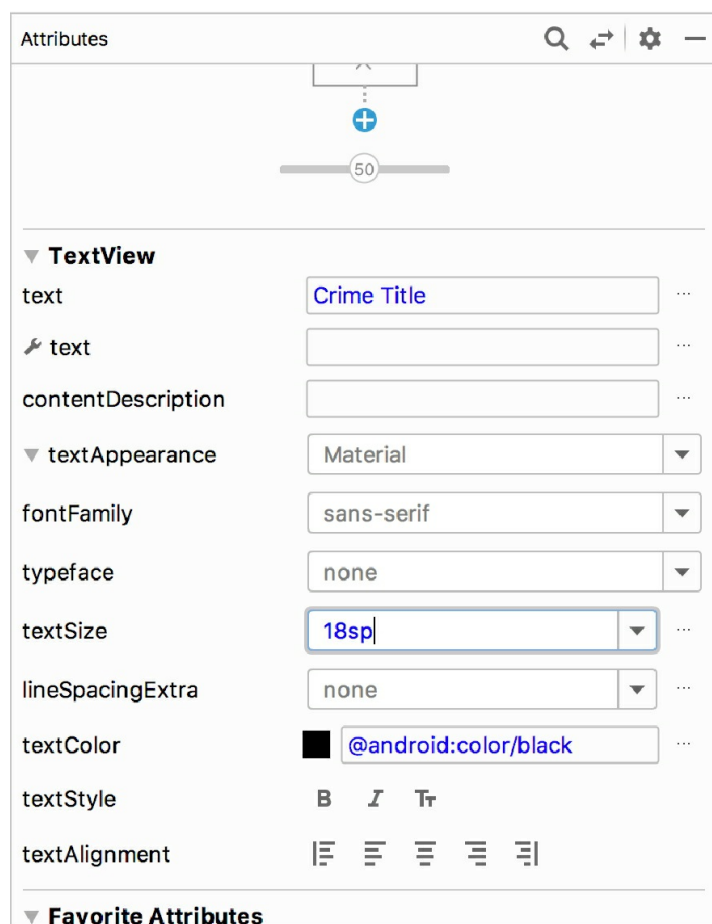 Attributes
50
TextView
text Crime Title ...
text ...
contentDescription ...
textAppearance Material
fontFamily sans-serif
typeface none
textSize 18sp ...
lineSpacingExtra none ...
textColor @android:color/black ...
textStyle B I Tт
textAlignment
Favorite Attributes